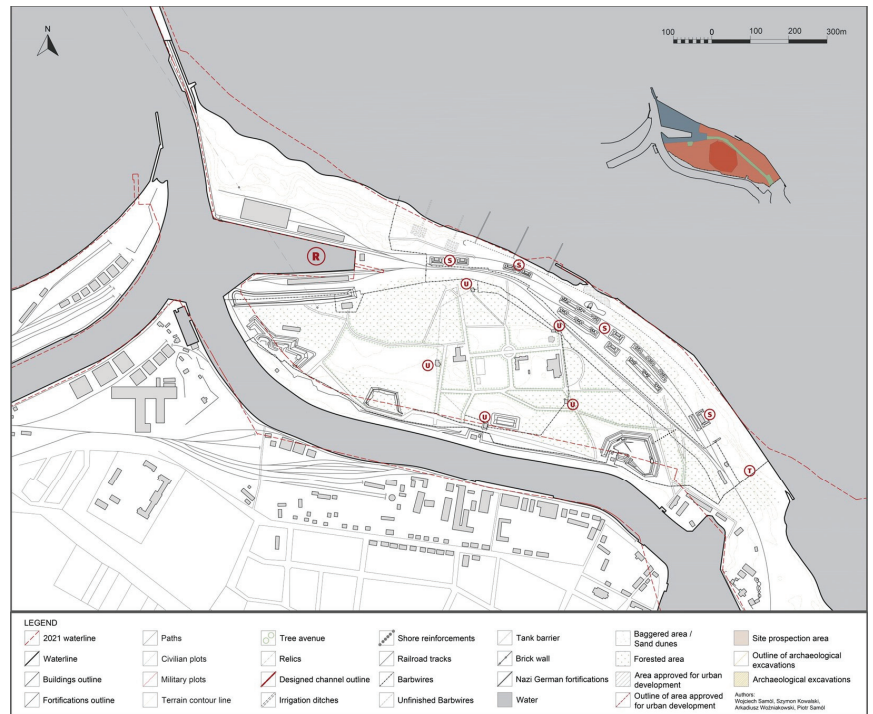 N
100 0 100 200 300m
R
S
S
U
U
S
U
U
U
S
T
LEGEND
2021 waterline
Waterline
Buildings outline
Fortifications outline
Paths
Civilian plots
Military plots
Terrain contour line
Tree avenue
Relics
Designed channel outline
Irrigation ditches
Shore reinforcements
Railroad tracks
Barbwires
Unfinished Barbwires
Tank barrier
Brick wall
Nazi German fortifications
Water
Baggered area /
Sand dunes
Forested area
Area approved for urban
development
Outline of area approved
for urban development
Site prospection area
Outline of archaeological
excavations
Archaeological excavations
Authors:
Wojciech Samól, Szymon Kowalski,
Arkadiusz Woźniakowski, Piotr Samól